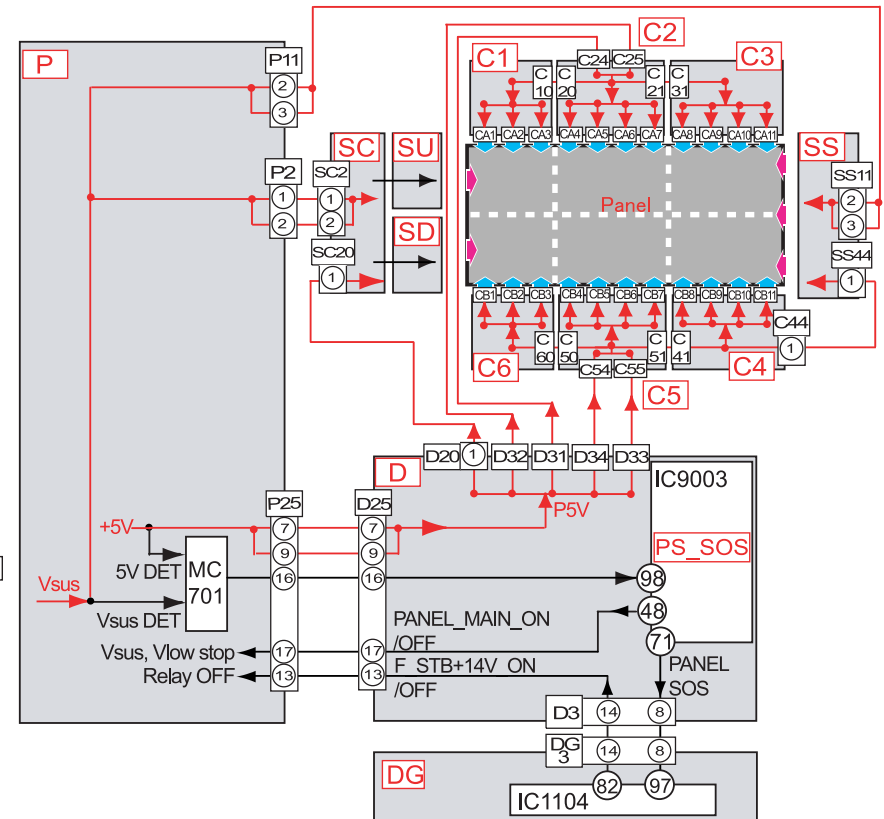 P
P11
2
3
P2
1
2
SC
SC2
1
2
SC20
1
SU
SD
C1
C2
C3
C24
C25
C
10
C
20
C
21
C
31
CA1
CA2
CA3
CA4
CA5
CA6
CA7
CA8
CA9
CA10
CA11
Panel
SS
SS11
2
3
SS44
1
CB1
CB2
CB3
CB4
CB5
CB6
CB7
CB8
CB9
CB10
CB11
C
60
C
50
C
51
C
41
C44
1
C6
C54
C55
C5
C4
D20
1
D32
D31
D34
D33
D
P5V
IC9003
PS_SOS
P25
D25
+5V
7
7
9
9
5V DET
MC
701
16
16
98
Vsus
Vsus DET
48
PANEL_MAIN_ON
/OFF
71
Vsus, Vlow stop
17
17
F_STB+14V_ON
/OFF
Relay OFF
13
13
PANEL
SOS
D3
14
8
DG
3
14
8
DG
82
97
IC1104